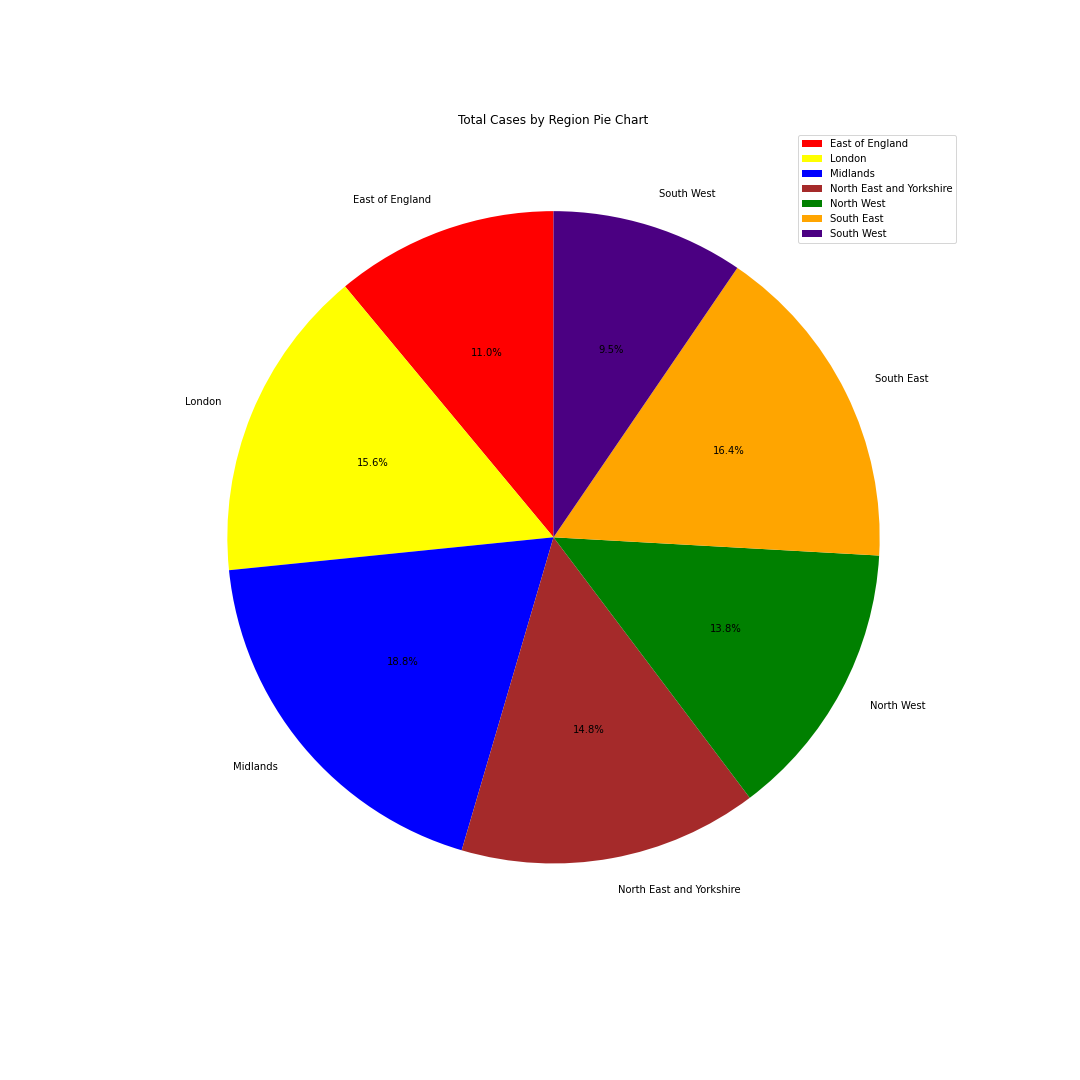 Total Cases by Region Pie Chart
East of England
London
Midlands
North East and Yorkshire
North West
South East
South West
East of England
South West
South East
London
North West
Midlands
North East and Yorkshire
11.0%
9.5%
16.4%
15.6%
13.8%
18.8%
14.8%